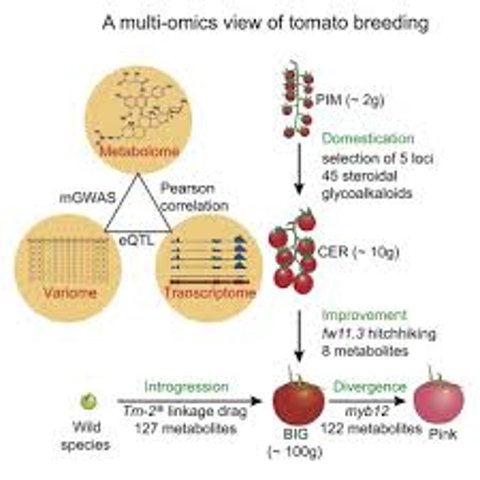 A multi-omics view of tomato breeding
Metabolome
mGWAS
Pearson
correlation
eQTL
Variome
Transcriptome
PIM (~ 2g)
Domestication
selection of 5 loci
45 steroidal
glycoalkaloids
CER (~ 10g)
Improvement
fw11.3 hitchhiking
8 metabolites
Wild
species
Introgression
Tm-2ª linkage drag
127 metabolites
BIG
(~ 100g)
Divergence
myb12
122 metabolites
Pink